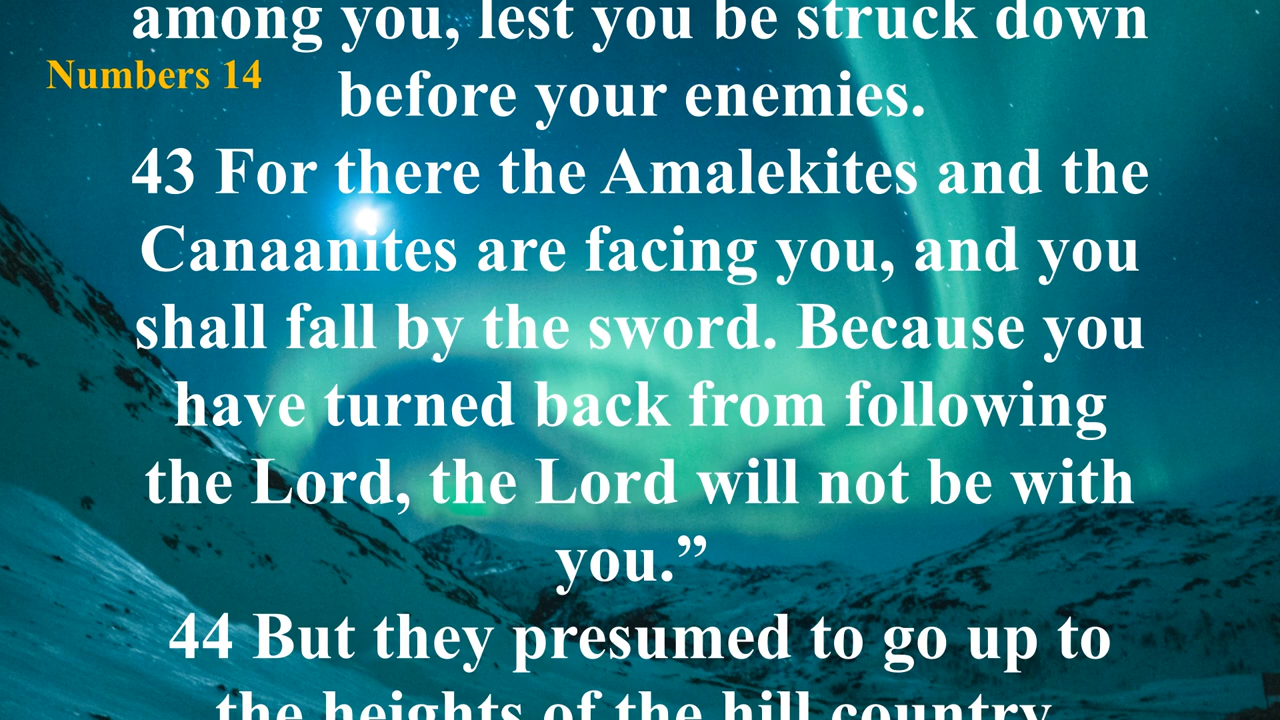 among you, lest you be struck down
Numbers 14
before your enemies.
43 For there the Amalekites and the
Canaanites are facing you, and you
shall fall by the sword. Because you
have turned back from following
the Lord, the Lord will not be with
you.”
44 But they presumed to go up to
the heights of the hill country